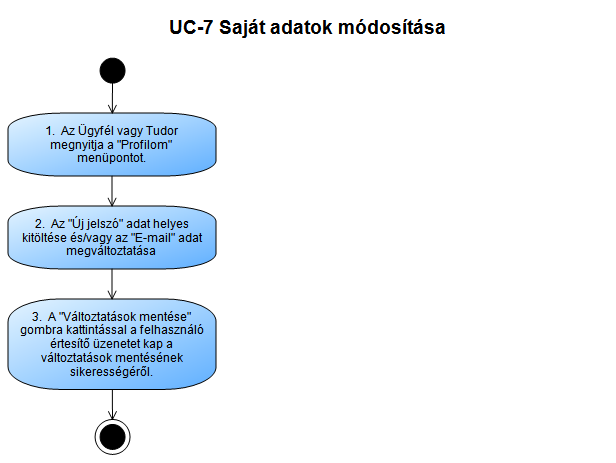 UC-7 Saját adatok módosítása
1. Az Ügyfél vagy Tudor
megnyitja a "Profilom"
menüpontot.
2. Az "Új jelszó" adat helyes
kitöltése és/vagy az "E-mail" adat
megváltoztatása
3. A "Változtatások mentése"
gombra kattintással a felhasználó
értesítő üzenetet kap a
változtatások mentésének
sikerességéről.